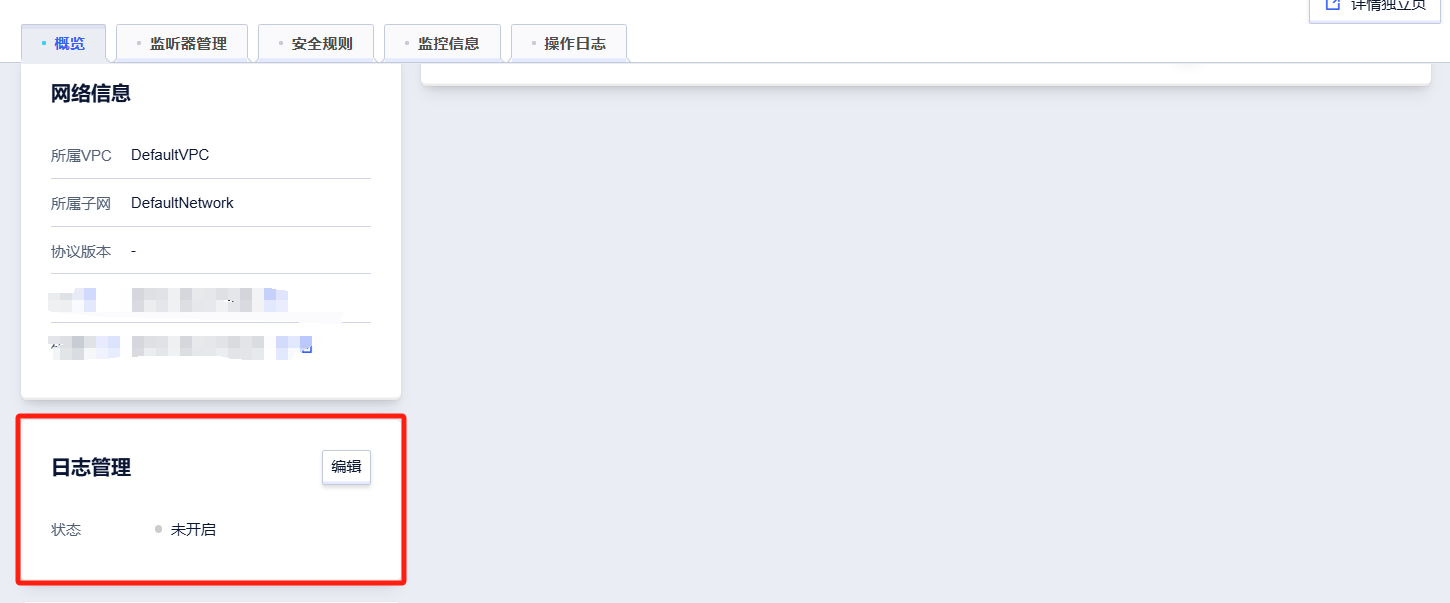 详情独立页
概览 监听器管理 安全规则 监控信息 操作日志
网络信息
所属VPC DefaultVPC
所属子网 DefaultNetwork
协议版本 -
日志管理 编辑
状态 未开启